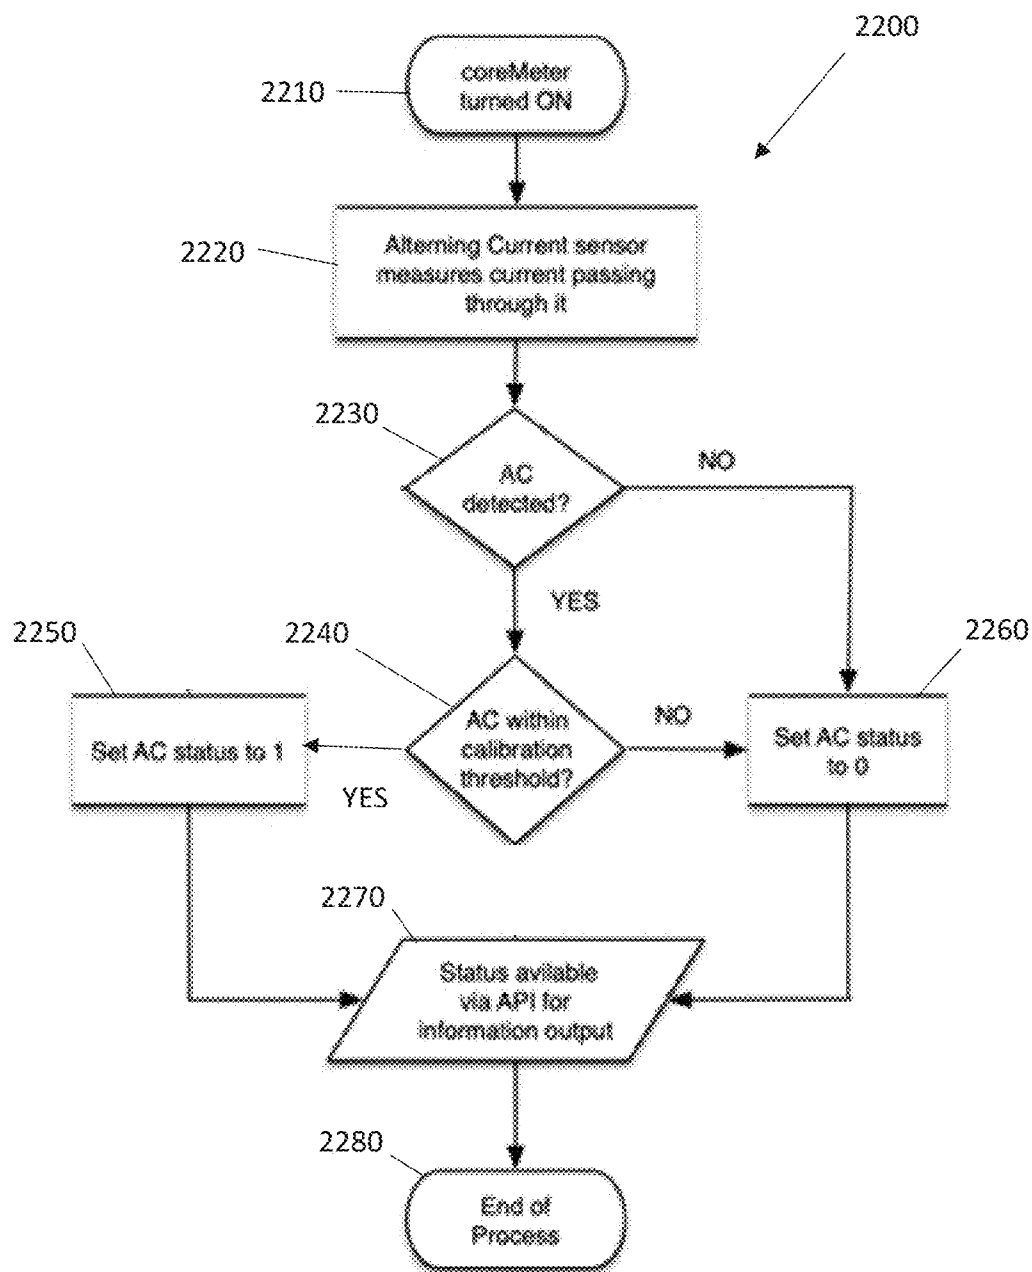 2200
2210
coreMeter
turned ON
2220
Alterning Current sensor
measures current passing
through it
2230
AC
detected?
NO
YES
2250
2240
2260
Set AC status to 1
AC within
calibration
threshold?
NO
Set AC status
to 0
YES
2270
Status avilable
via API for
information output
2280
End of
Process